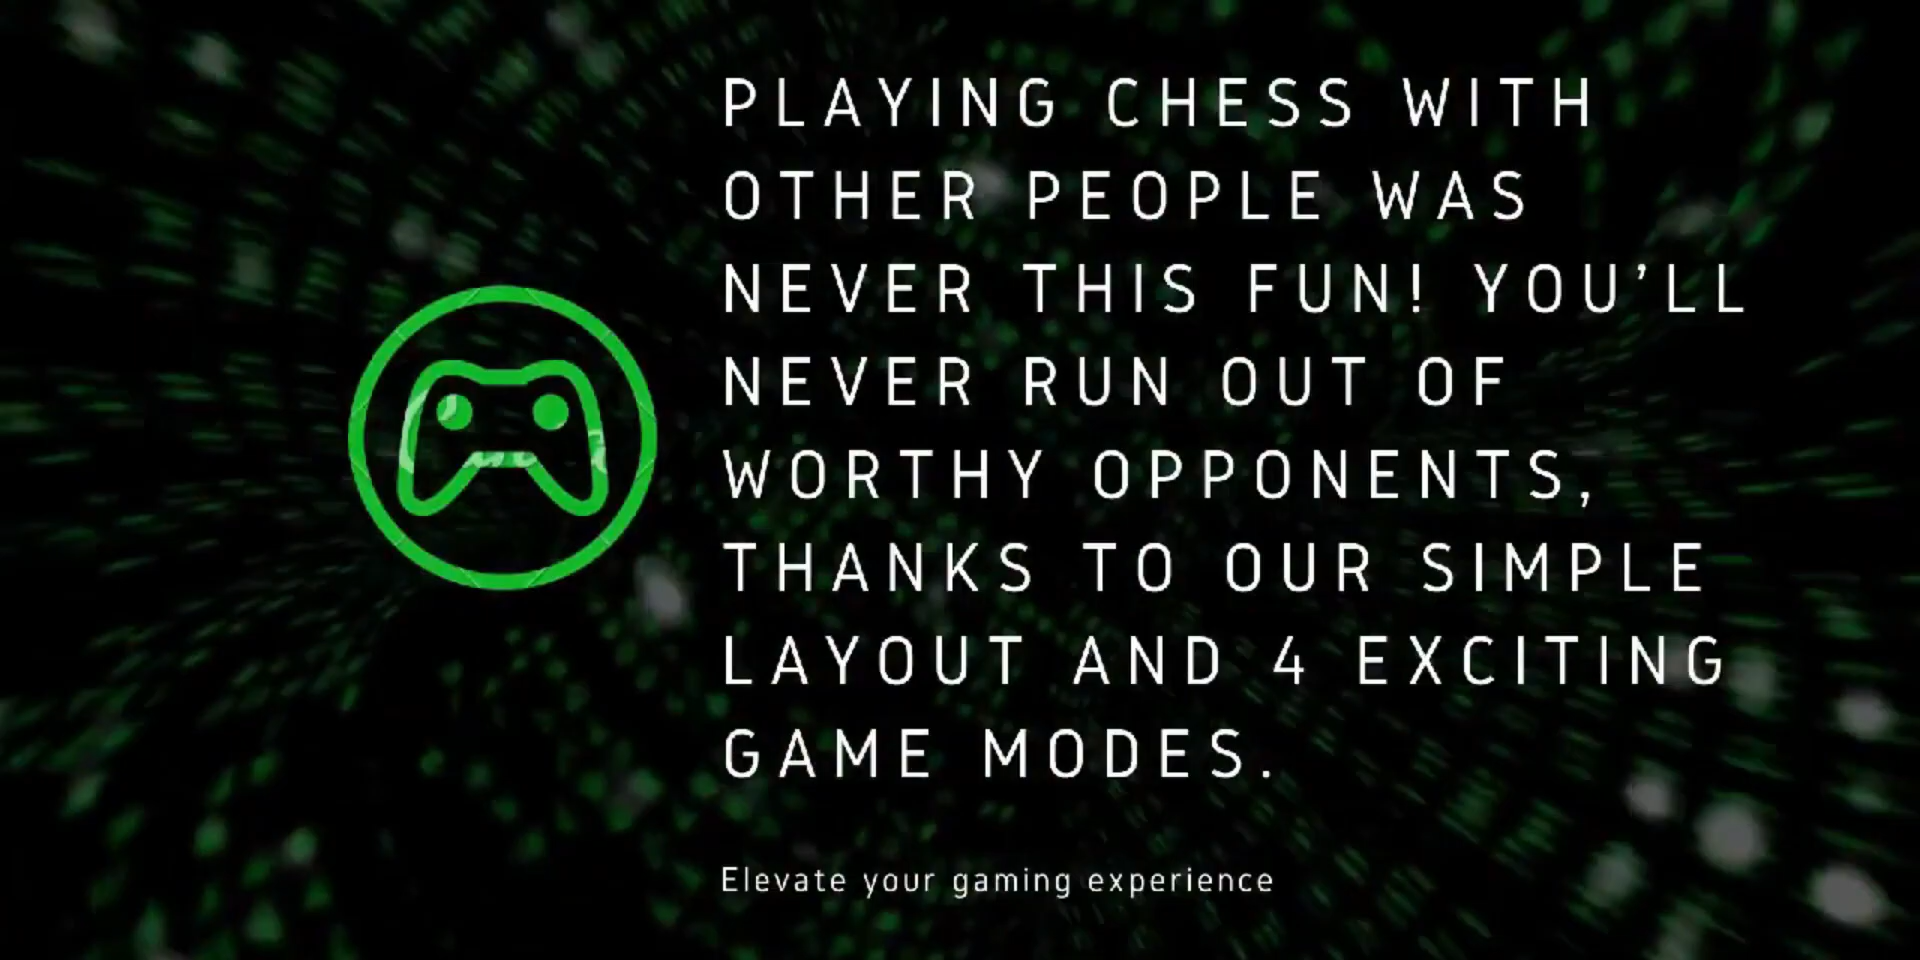 PLAYING CHESS WITH
OTHER PEOPLE WAS
NEVER THIS FUN! YOU’LL
NEVER RUN OUT OF
WORTHY OPPONENTS,
THANKS TO OUR SIMPLE
LAYOUT AND 4 EXCITING
GAME MODES.
Elevate your gaming experience